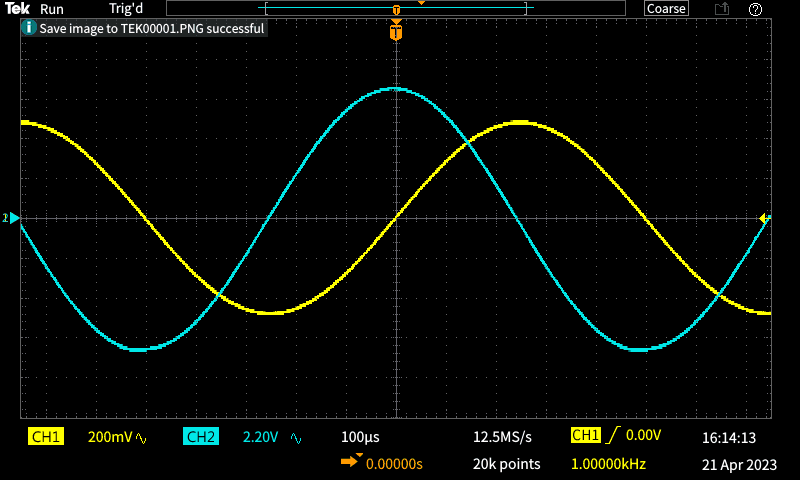 Tek Run Trig'd T Coarse ?
i Save image to TEK00001.PNG successful
T
2
CH1 200mV CH2 2.20V 100µs 12.5MS/s CH1 0.00V 16:14:13
0.00000s 20k points 1.00000kHz 21 Apr 2023